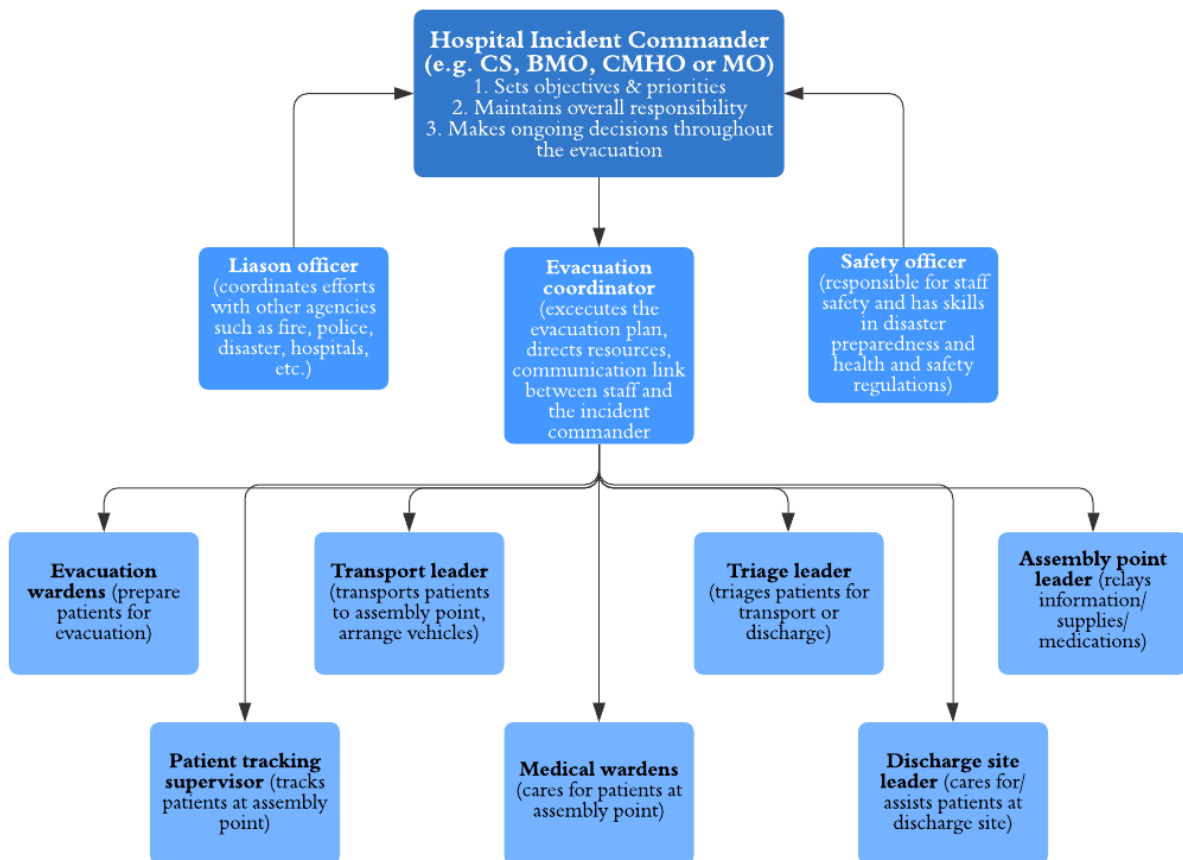 Hospital Incident Commander
(e.g. CS, BMO, CMHO or MO)
1. Sets objectives & priorities
2. Maintains overall responsibility
3. Makes ongoing decisions throughout
the evacuation
Liason officer
(coordinates efforts
with other agencies
such as fire, police,
disaster, hospitals,
etc.)
Evacuation
coordinator
(excecutes the
evacuation plan,
directs resources,
communication link
between staff and
the incident
commander
Safety officer
(responsible for staff
safety and has skills
in disaster
preparedness and
health and safety
regulations)
Evacuation
wardens (prepare
patients for
evacuation)
Transport leader
(transports patients
to assembly point,
arrange vehicles)
Triage leader
(triages patients for
transport or
discharge)
Assembly point
leader (relays
information/
supplies/
medications)
Patient tracking
supervisor (tracks
patients at assembly
point)
Medical wardens
(cares for patients at
assembly point)
Discharge site
leader (cares for/
assists patients at
discharge site)